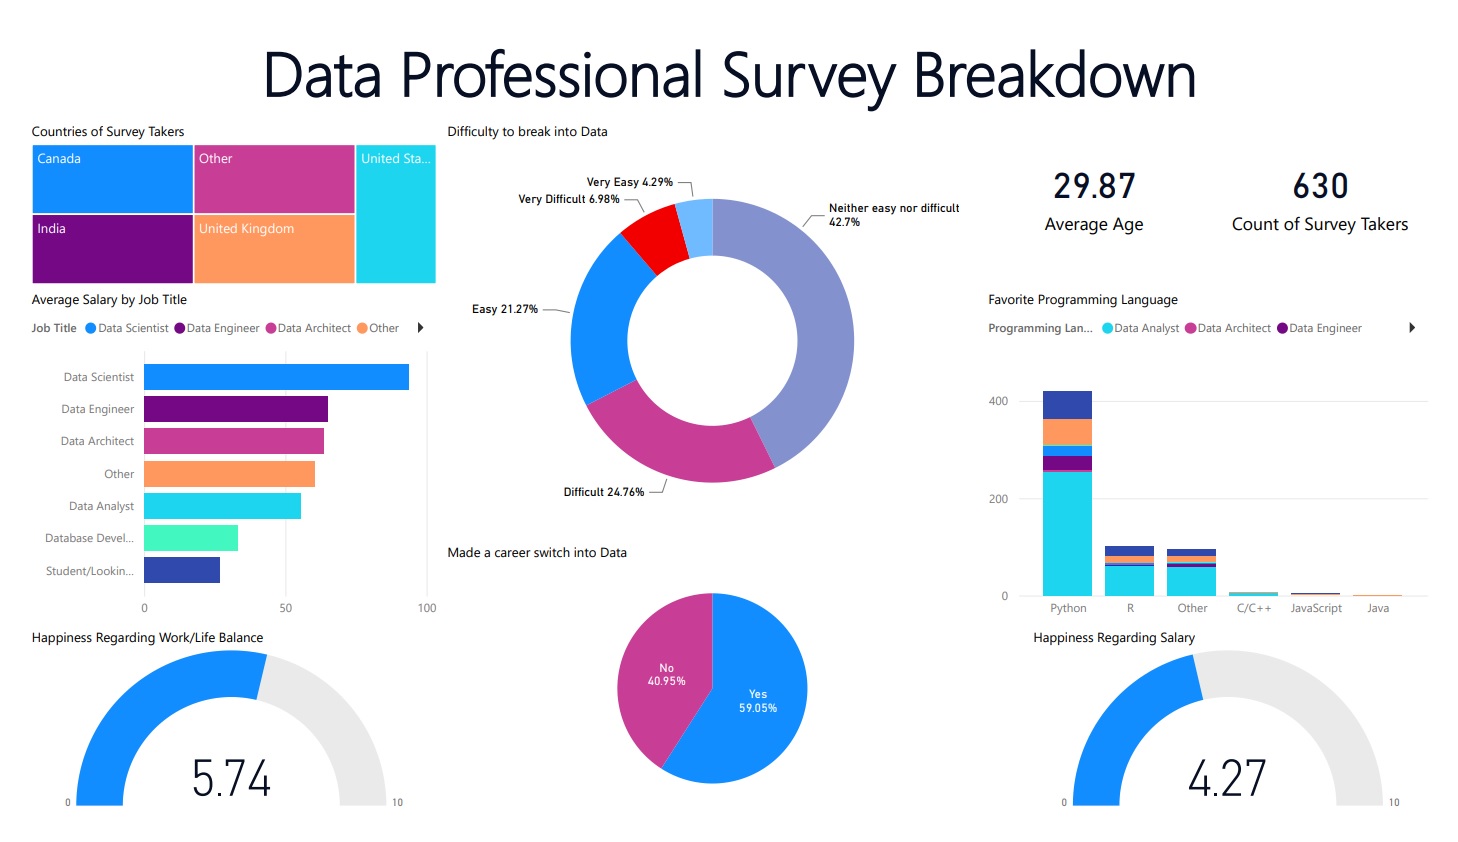 Data Professional Survey Breakdown
Countries of Survey Takers
Canada
Other
United Sta...
India
United Kingdom
Difficulty to break into Data
Very Easy 4.29%
Very Difficult 6.98%
Neither easy nor difficult
42.7%
Easy 21.27%
Difficult 24.76%
29.87
Average Age
630
Count of Survey Takers
Average Salary by Job Title
Job Title Data Scientist Data Engineer Data Architect Other
Data Scientist
Data Engineer
Data Architect
Other
Data Analyst
Database Devel...
Student/Lookin...
0 50 100
Favorite Programming Language
Programming Lan... Data Analyst Data Architect Data Engineer
400
200
0
Python R Other C/C++ JavaScript Java
Made a career switch into Data
No
40.95%
Yes
59.05%
Happiness Regarding Work/Life Balance
5.74
0 10
Happiness Regarding Salary
4.27
0 10